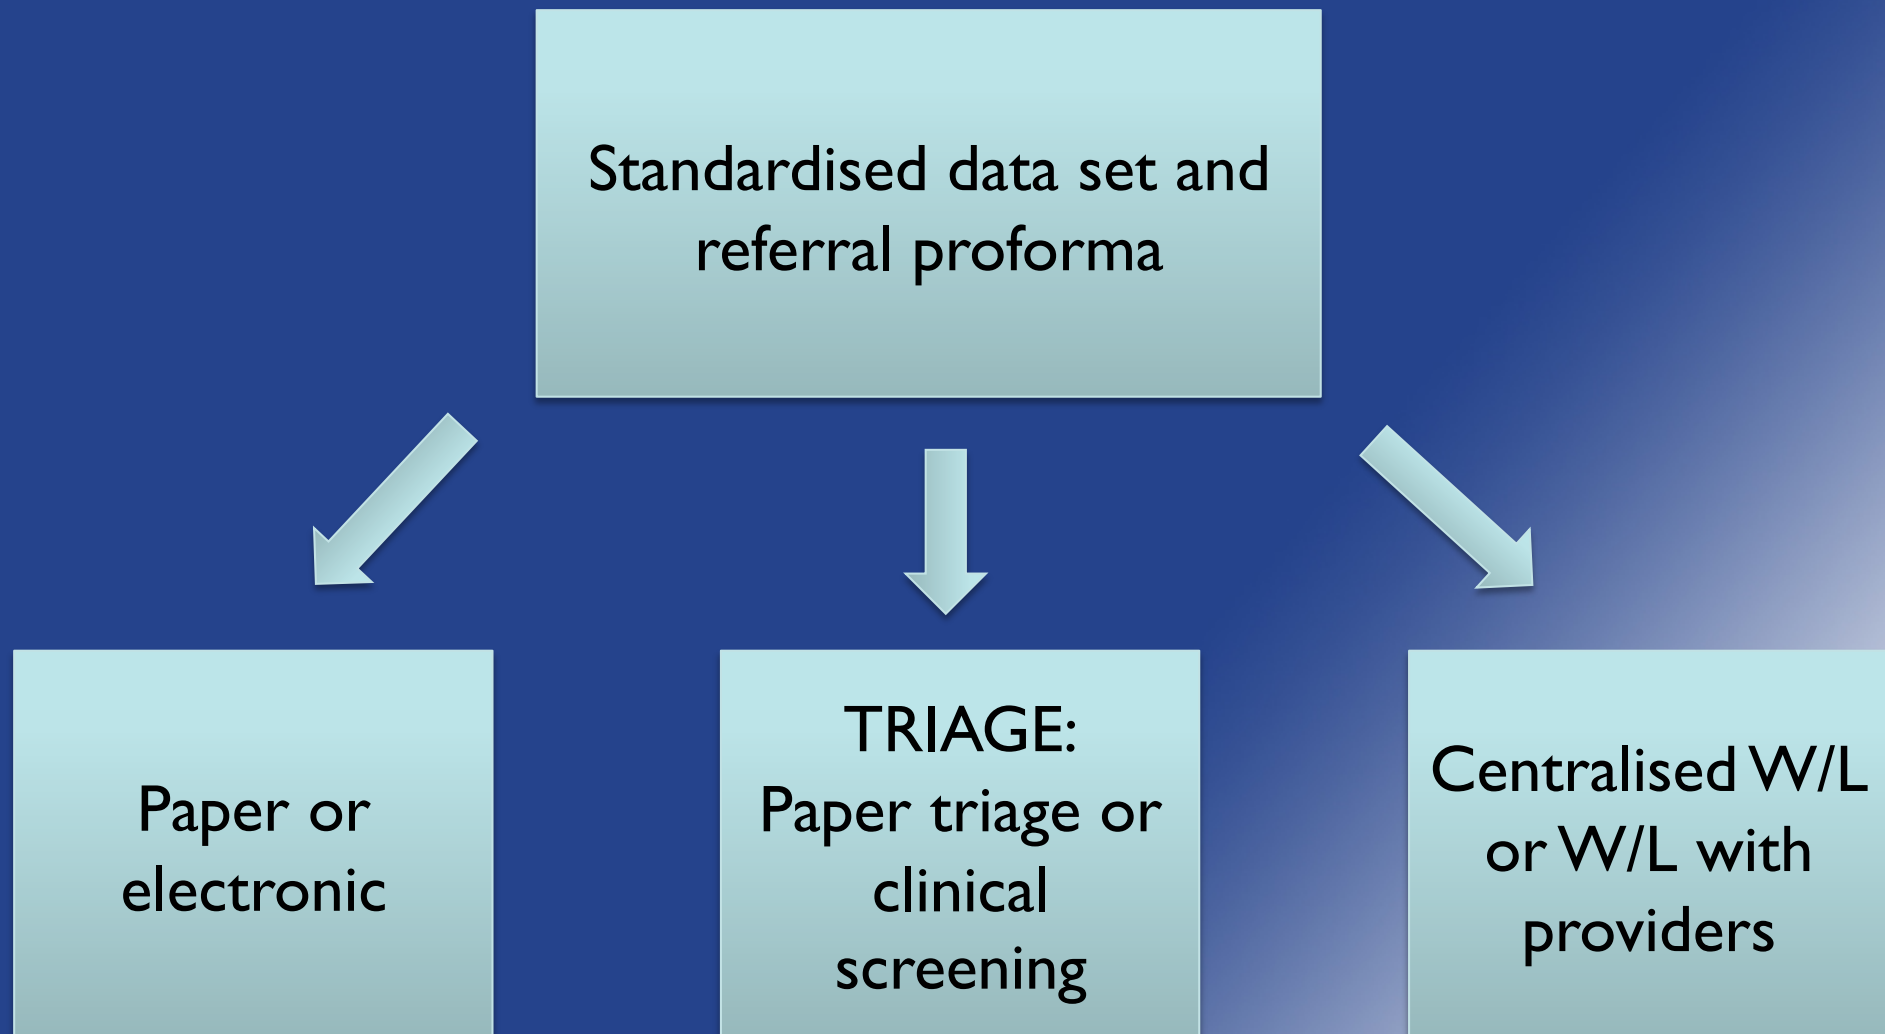 Standardised data set and
referral proforma
Paper or
electronic
TRIAGE:
Paper triage or
clinical
screening
Centralised W/L
or W/L with
providers